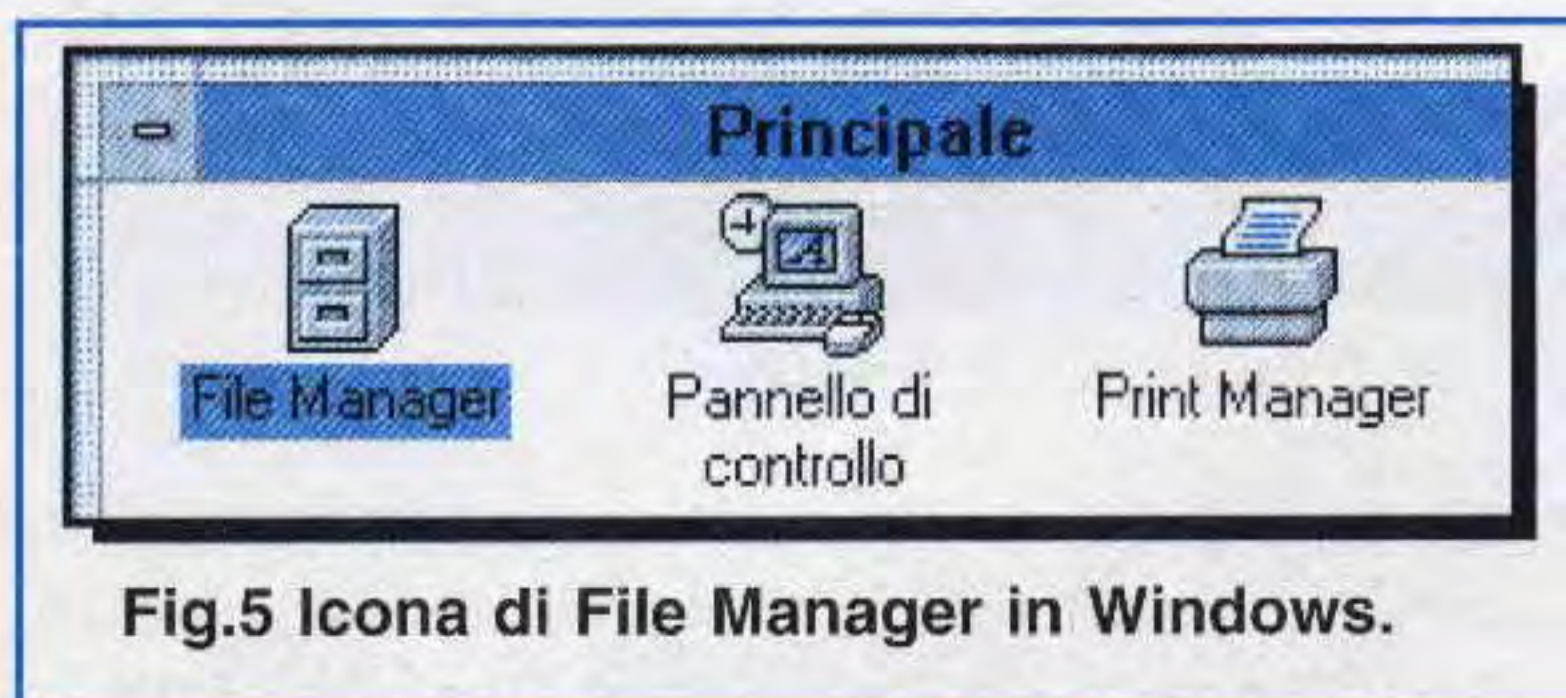 Principale
File Manager
Pannello di
controllo
Print Manager
Fig.5 Icona di File Manager in Windows.